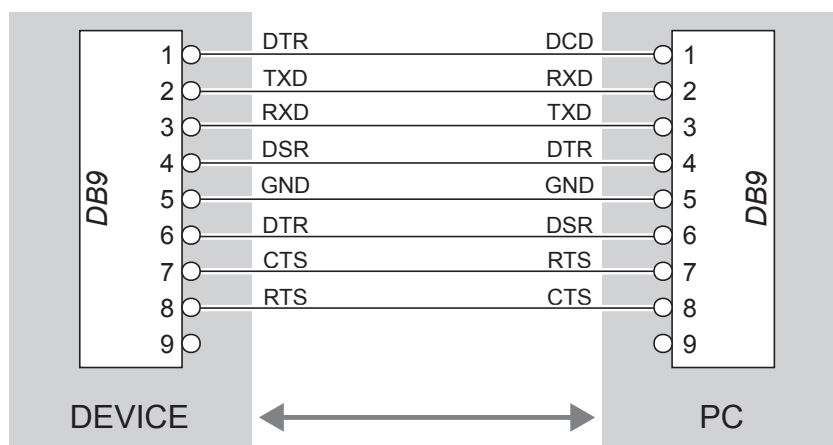 1 DTR DCD 1
2 TXD RXD 2
3 RXD TXD 3
4 DSR DTR 4
5 GND GND 5
6 DTR DSR 6
7 CTS RTS 7
8 RTS CTS 8
9 9
DB9
DB9
DEVICE PC